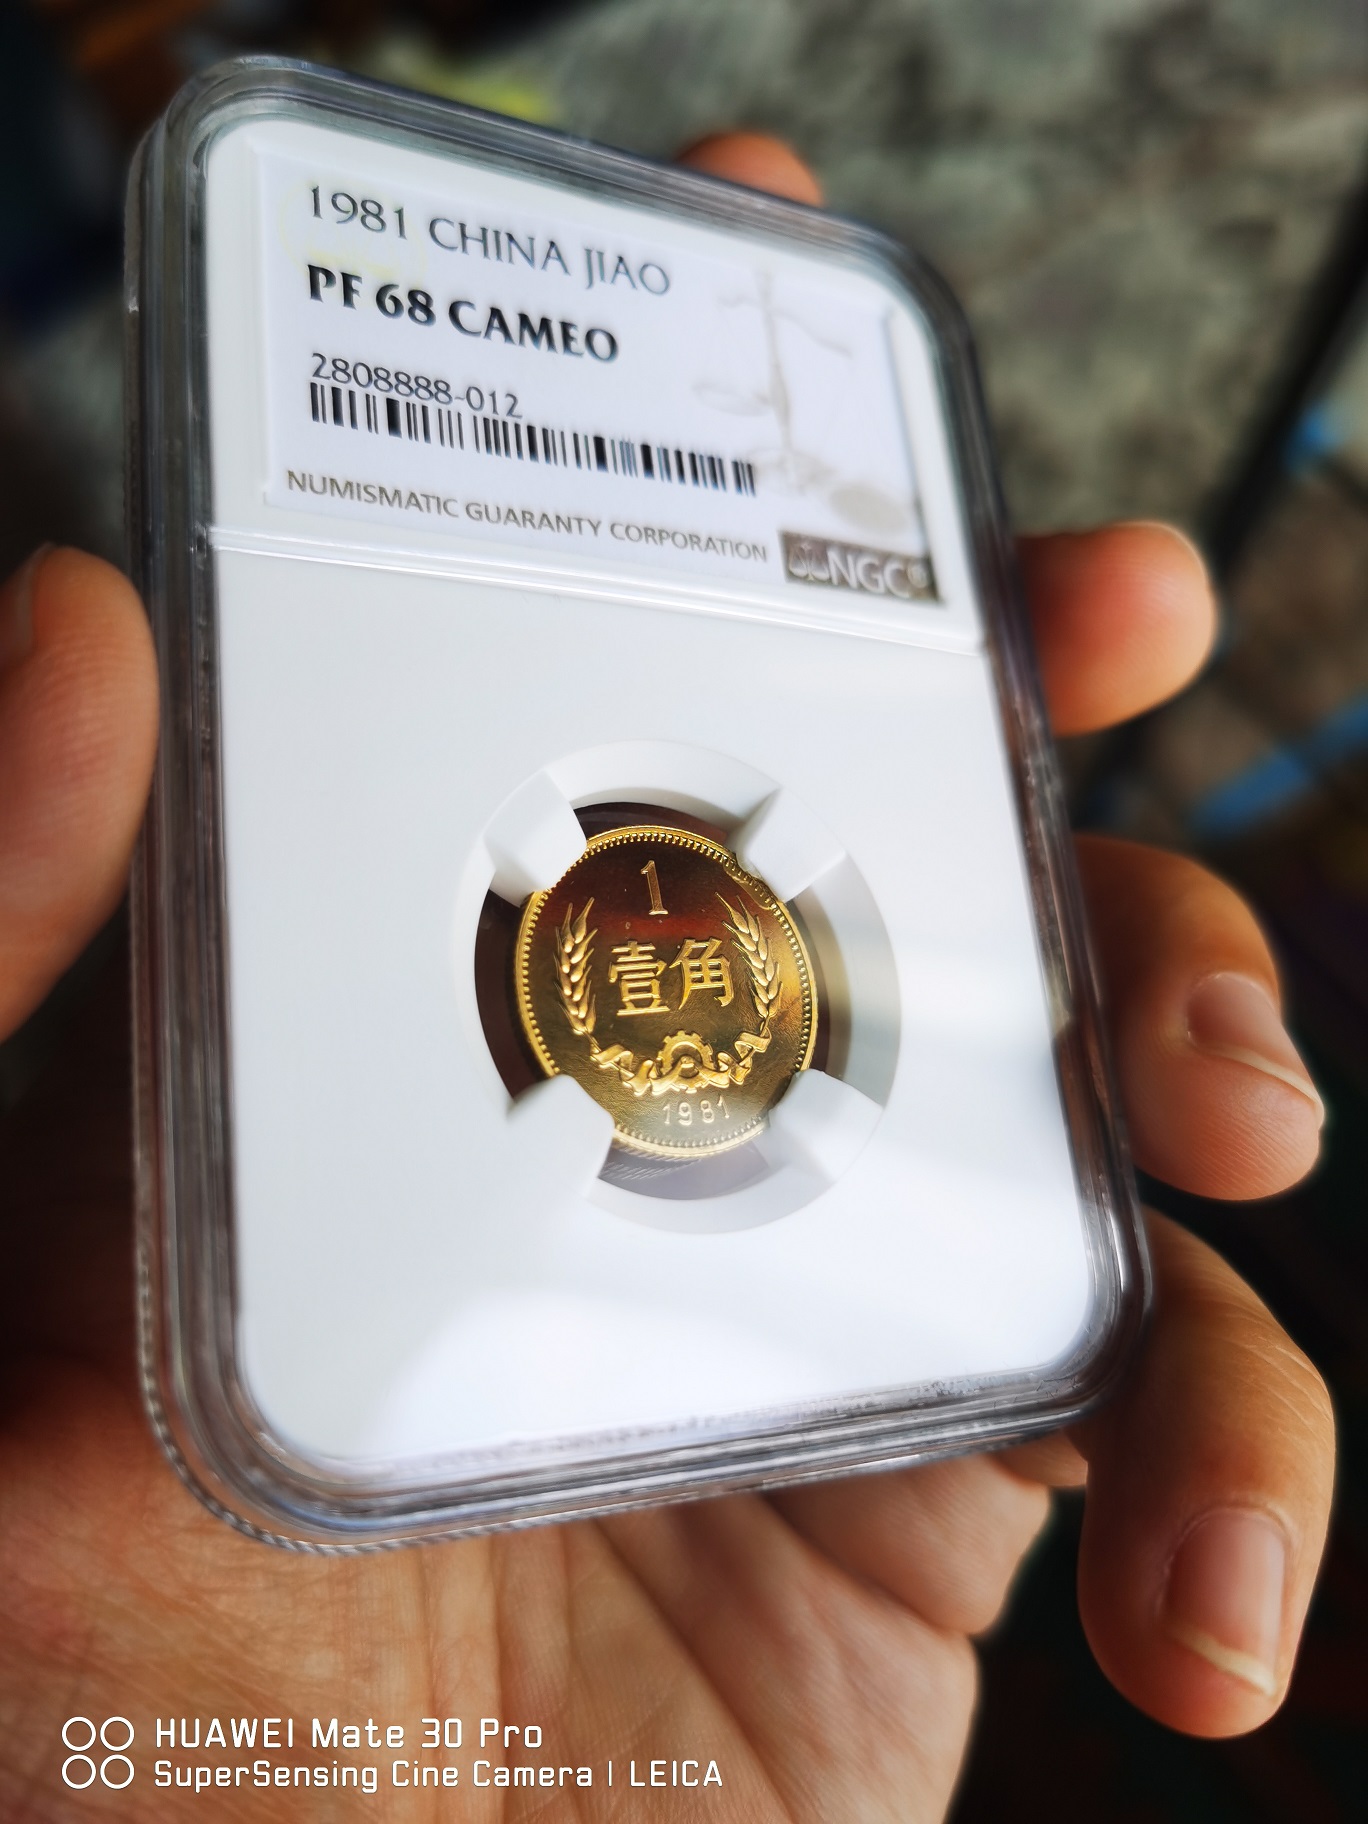 1981 CHINA JIAO
PF 68 CAMEO
2808888-012
NUMISMATIC GUARANTY CORPORATION
NGC®
1
壹角
1981
HUAWEI Mate 30 Pro
SuperSensing Cine Camera | LEICA